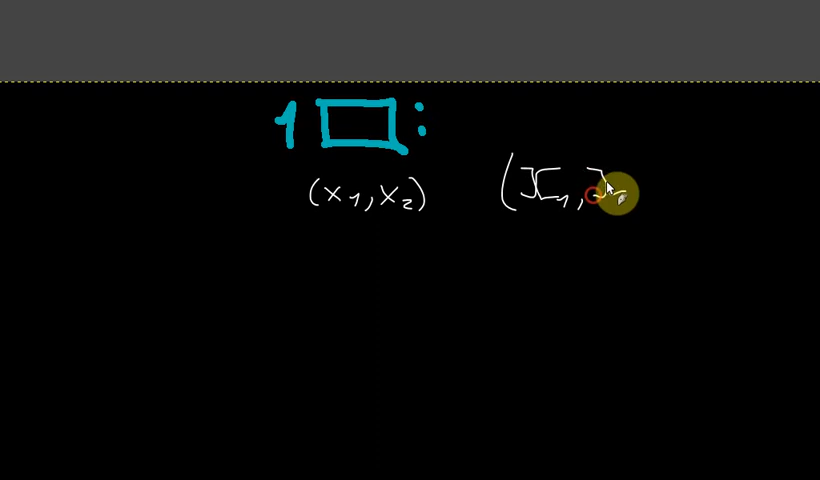 1 :
(x₁, x₂) (X₁,